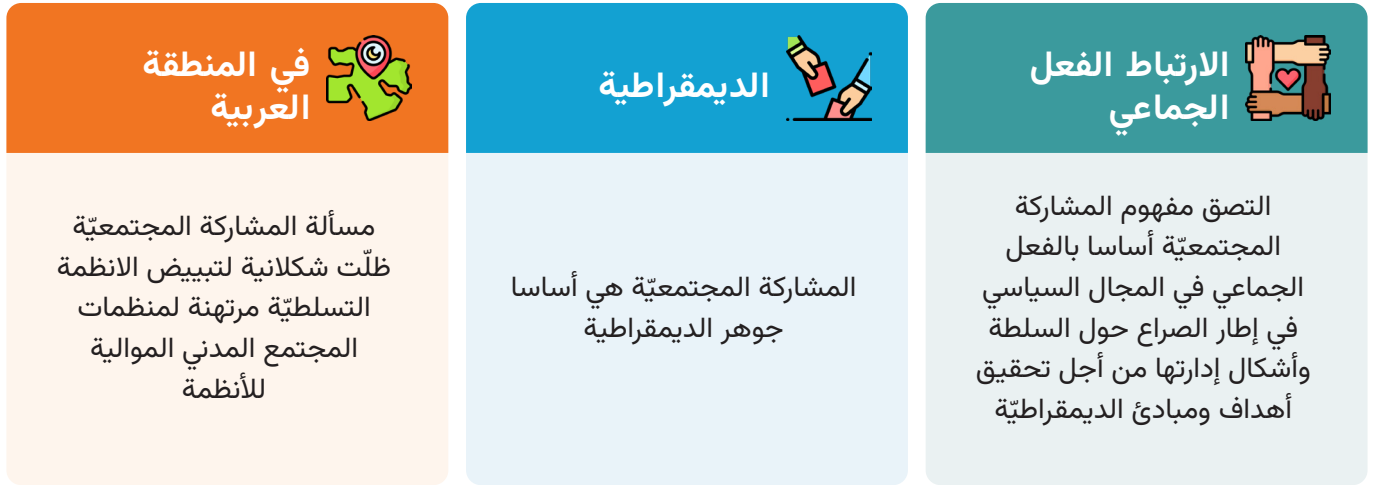 الارتباط الفعل
الجماعي
التصق مفهوم المشاركة
المجتمعيّة أساسا بالفعل
الجماعي في المجال السياسي
في إطار الصراع حول السلطة
وأشكال إدارتها من أجل تحقيق
أهداف ومبادئ الديمقراطيّة
الديمقراطية
المشاركة المجتمعيّة هي أساسا
جوهر الديمقراطية
في المنطقة
العربية
مسألة المشاركة المجتمعيّة
ظلّت شكلانية لتبييض الانظمة
التسلطيّة مرتهنة لمنظمات
المجتمع المدني الموالية
للأنظمة